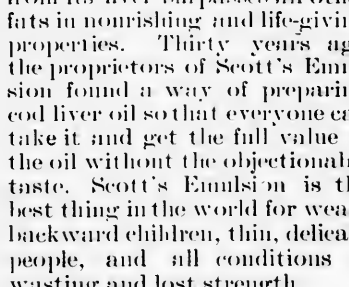 fats in nourishing and life-givin
properties. Thirty years ag
the proprietors of Scott's Emu
sion found a way of preparin
cod liver oil so that everyone ca
take it and get the full value
the oil without the objectionab
taste. Scott's Emulsion is th
best thing in the world for wea
backward children, thin, delica
people, and all conditions
wasting and lost strength